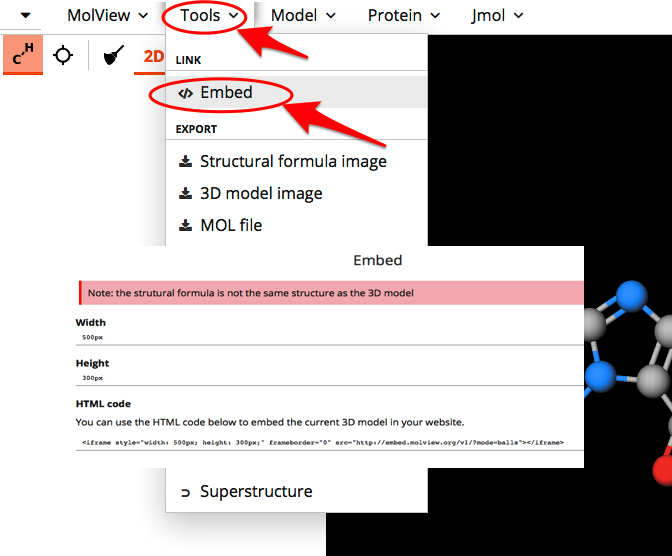 MolView Tools Model Protein Jmol
C H 2D
LINK
</> Embed
EXPORT
Structural formula image
3D model image
MOL file
Embed
Note: the strutural formula is not the same structure as the 3D model
Width
500px
Height
300px
HTML code
You can use the HTML code below to embed the current 3D model in your website.
<iframe style="width: 500px; height: 300px;" frameborder="0" src="http://embed.molview.org/v1/?mode=balls"></iframe>
⊃ Superstructure